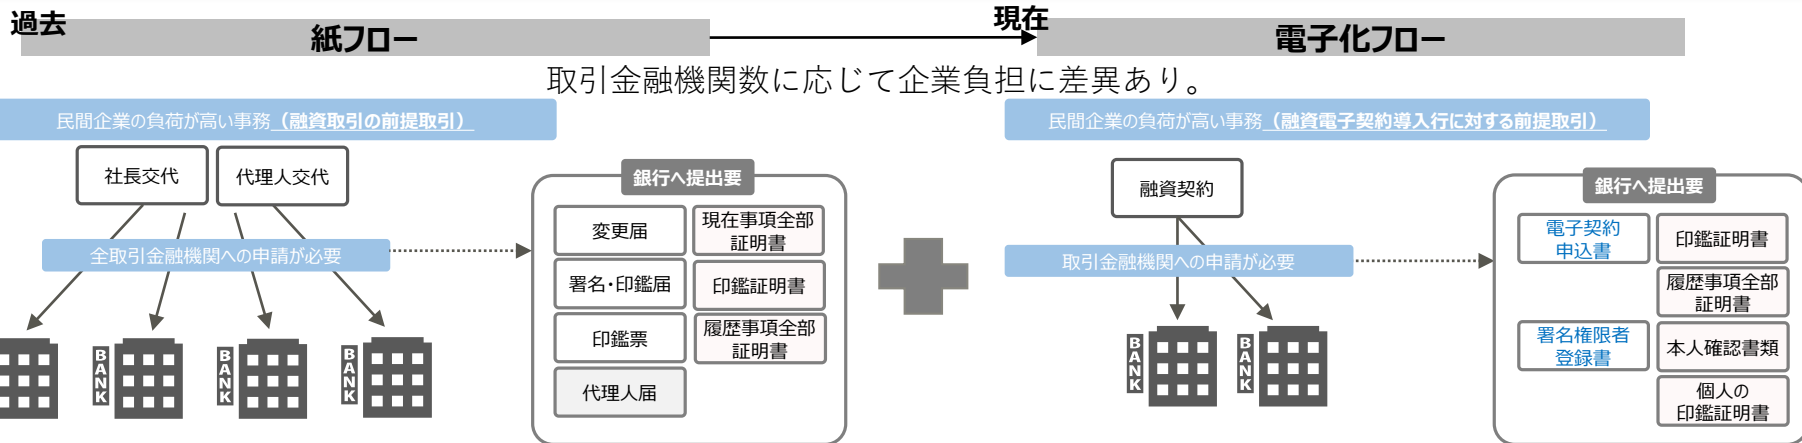 過去
紙フロー
現在
電子化フロー
取引金融機関数に応じて企業負担に差異あり。
民間企業の負荷が高い事務（融資取引の前提取引）
社長交代
代理人交代
全取引金融機関への申請が必要
BANK
BANK
BANK
銀行へ提出要
変更届
現在事項全部
証明書
署名・印鑑届
印鑑証明書
印鑑票
履歴事項全部
証明書
代理人届
民間企業の負荷が高い事務（融資電子契約導入行に対する前提取引）
融資契約
取引金融機関への申請が必要
BANK
BANK
銀行へ提出要
電子契約
申込書
印鑑証明書
履歴事項全部
証明書
署名権限者
登録書
本人確認書類
個人の
印鑑証明書